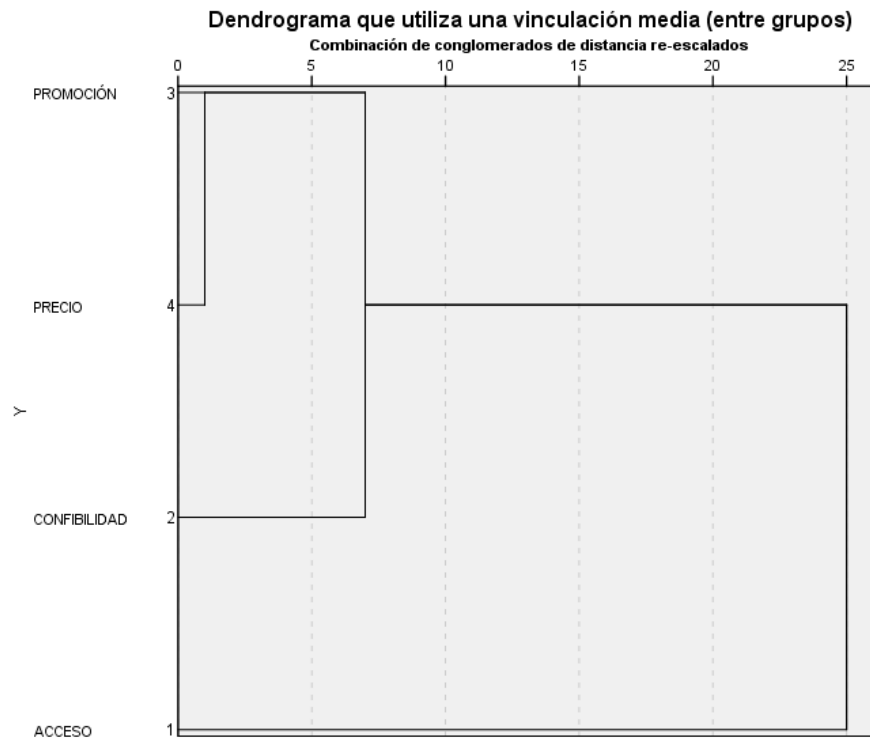 Dendrograma que utiliza una vinculación media (entre grupos)
Combinación de conglomerados de distancia re-escalados
0 5 10 15 20 25
PROMOCIÓN 3
PRECIO 4
Y
CONFIBILIDAD 2
ACCESO 1